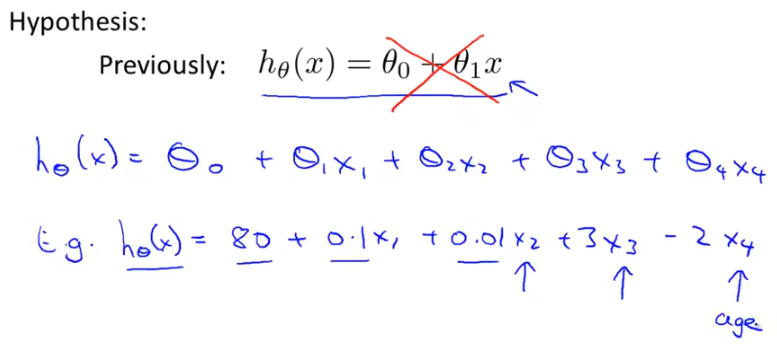 Hypothesis:
Previously: hθ(x) = θ0 + θ1x
hθ(x) = θ0 + θ1x1 + θ2x2 + θ3x3 + θ4x4
E.g. hθ(x) = 80 + 0.1x1 + 0.01x2 + 3x3 - 2x4
age